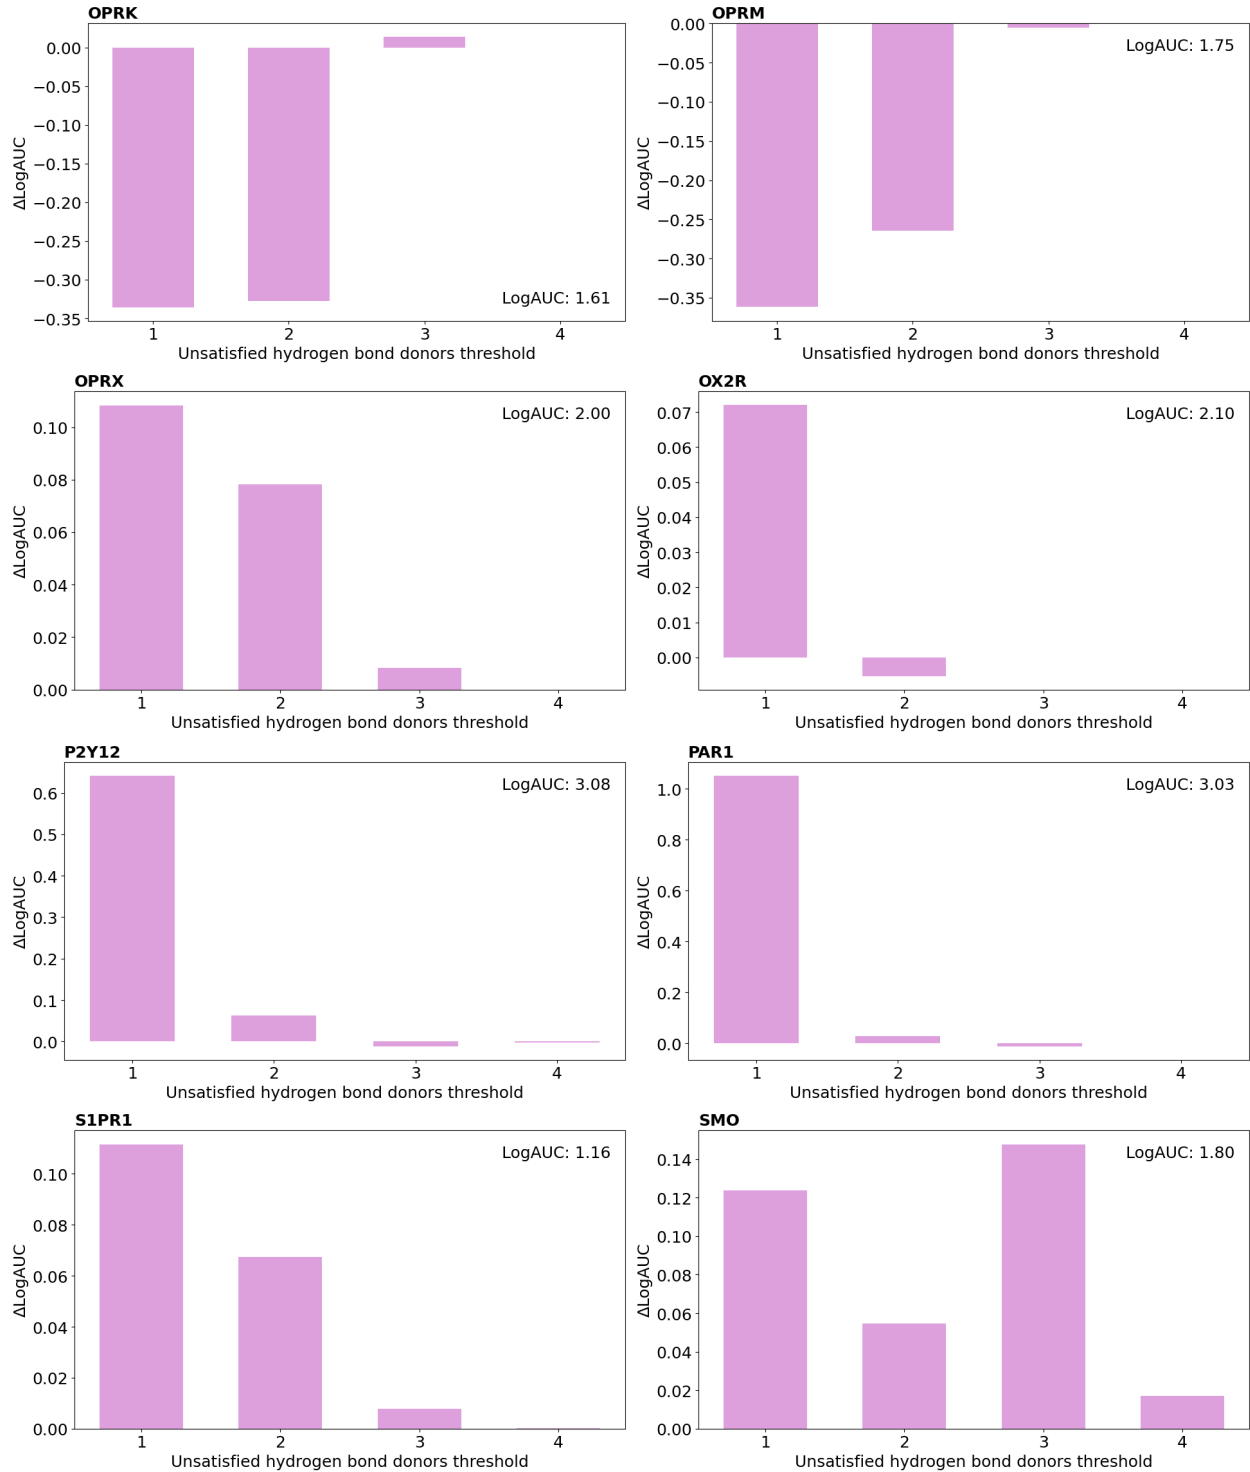 OPRK
0.00
−0.05
−0.10
−0.15
−0.20
−0.25
−0.30
−0.35
ΔLogAUC
LogAUC: 1.61
1 2 3 4
Unsatisfied hydrogen bond donors threshold
OPRM
0.00
−0.05
−0.10
−0.15
−0.20
−0.25
−0.30
−0.35
ΔLogAUC
LogAUC: 1.75
1 2 3 4
Unsatisfied hydrogen bond donors threshold
OPRX
0.10
0.08
0.06
0.04
0.02
0.00
ΔLogAUC
LogAUC: 2.00
1 2 3 4
Unsatisfied hydrogen bond donors threshold
OX2R
0.07
0.06
0.05
0.04
0.03
0.02
0.01
0.00
ΔLogAUC
LogAUC: 2.10
1 2 3 4
Unsatisfied hydrogen bond donors threshold
P2Y12
0.6
0.5
0.4
0.3
0.2
0.1
0.0
ΔLogAUC
LogAUC: 3.08
1 2 3 4
Unsatisfied hydrogen bond donors threshold
PAR1
1.0
0.8
0.6
0.4
0.2
0.0
ΔLogAUC
LogAUC: 3.03
1 2 3 4
Unsatisfied hydrogen bond donors threshold
S1PR1
0.10
0.08
0.06
0.04
0.02
0.00
ΔLogAUC
LogAUC: 1.16
1 2 3 4
Unsatisfied hydrogen bond donors threshold
SMO
0.14
0.12
0.10
0.08
0.06
0.04
0.02
0.00
ΔLogAUC
LogAUC: 1.80
1 2 3 4
Unsatisfied hydrogen bond donors threshold